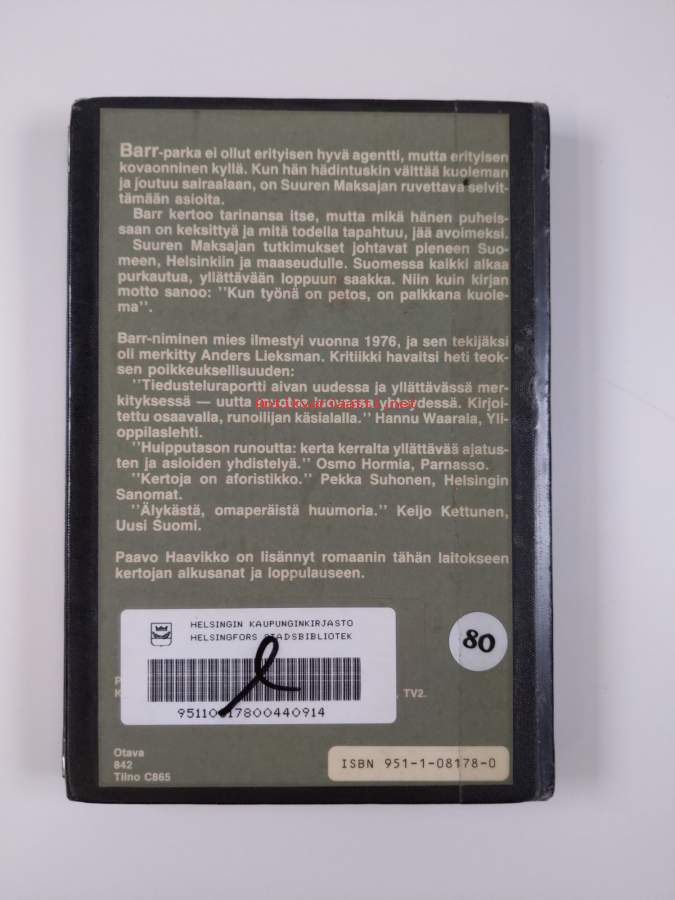 Barr-parka ei ollut erityisen hyvä agentti, mutta erityisen
kovaonninen kyllä. Kun hän hädintuskin välttää kuoleman
ja joutuu sairaalaan, on Suuren Maksajan ruvettava selvit-
tämään asioita.
Barr kertoo tarinansa itse, mutta mikä hänen puheis-
saan on keksittyä ja mitä todella tapahtuu, jää avoimeksi.
Suuren Maksajan tutkimukset johtavat pieneen Suo-
meen, Helsinkiin ja maaseudulle. Suomessa kaikki alkaa
purkautua, yllättävään loppuun saakka. Niin kuin kirjan
motto sanoo: ''Kun työnä on petos, on palkkana kuole-
ma''.
Barr-niminen mies ilmestyi vuonna 1976, ja sen tekijäksi
oli merkitty Anders Lieksman. Kritiikki havaitsi heti teok-
sen poikkeuksellisuuden:
''Tiedusteluraportti aivan uudessa ja yllättävässä mer-
kityksessä — uutta yhteydessä. Kirjoi-
tettu osaavalla, runoilijan käsialalla.'' Hannu Waarala, Yli-
oppilaslehti.
''Huipputason runoutta: kerta kerralta yllättävää ajatus-
ten ja asioiden yhdistelyä.'' Osmo Hormia, Parnasso.
''Kertoja on aforistikko.'' Pekka Suhonen, Helsingin
Sanomat.
''Älykästä, omaperäistä huumoria.'' Keijo Kettunen,
Uusi Suomi.
Paavo Haavikko on lisännyt romaanin tähän laitokseen
kertojan alkusanat ja loppulauseen.
HELSINGIN KAUPUNGINKIRJASTO
HELSINGFORS STADSBIBLIOTEK
80
TV2.
Otava
842
Tilno C865
ISBN 951-1-08178-0